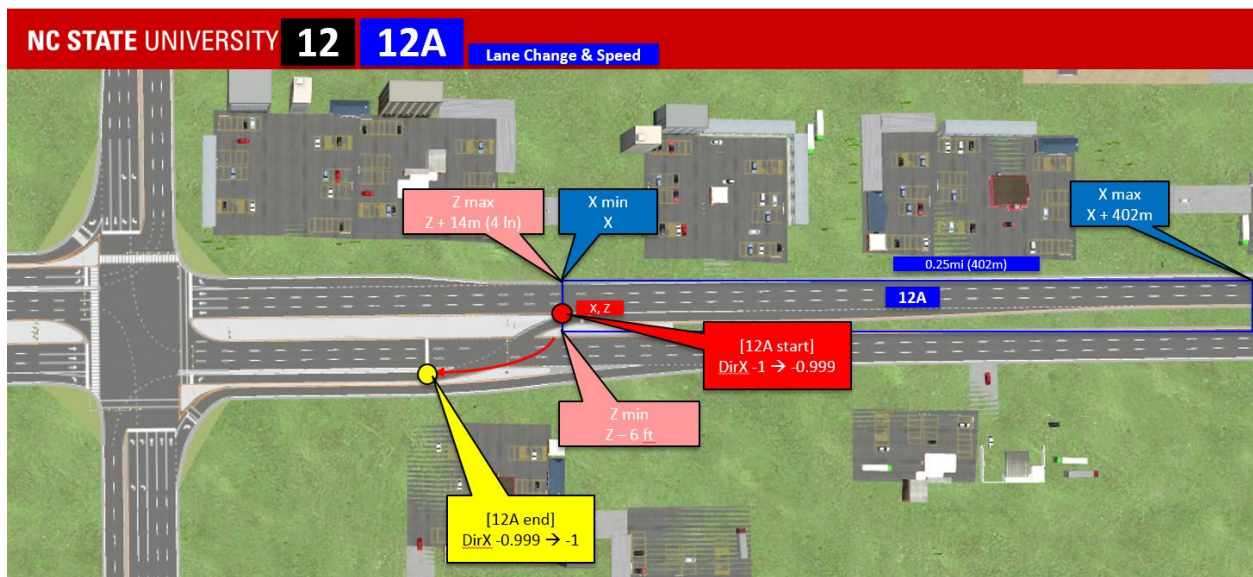 NC STATE UNIVERSITY 12 12A Lane Change & Speed
Z max
Z + 14m (4 ln)
X min
X
X max
X + 402m
0.25mi (402m)
12A
X, Z
[12A start]
DirX -1 → -0.999
Z min
Z – 6 ft
[12A end]
DirX -0.999 → -1